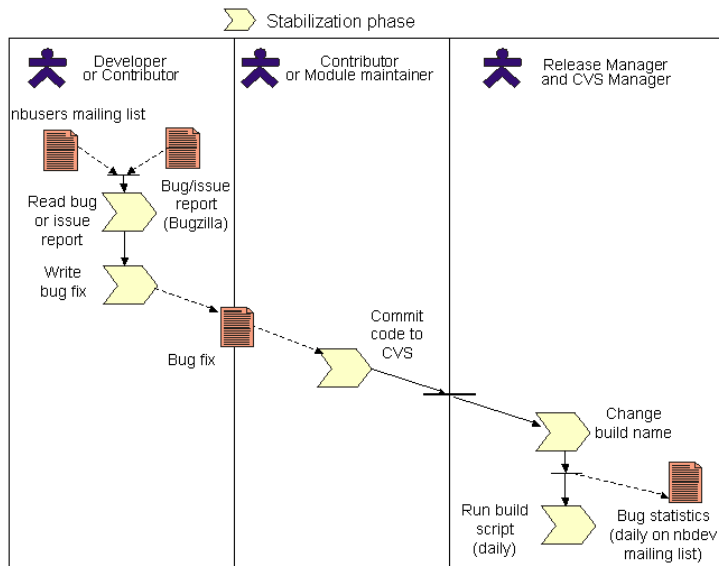 Stabilization phase
Developer
or Contributor
Contributor
or Module maintainer
Release Manager
and CVS Manager
nbusers mailing list
Bug/issue
report
(Bugzilla)
Read bug
or issue
report
Write
bug fix
Bug fix
Commit
code to
CVS
Change
build name
Run build
script
(daily)
Bug statistics
(daily on nbdev
mailing list)